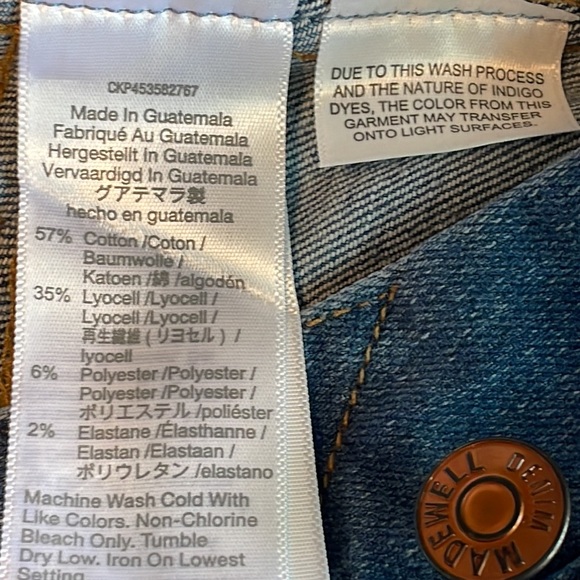 CKP453582767
Made In Guatemala
Fabriqué Au Guatemala
Hergestellt In Guatemala
Vervaardigd In Guatemala
グアテマラ製
hecho en guatemala
57% Cotton /Coton /
Baumwolle /
Katoen /綿 /algodón
35% Lyocell /Lyocell /
Lyocell /Lyocell /
再生繊維 ( リヨセル ) /
lyocell
6% Polyester /Polyester /
Polyester /Polyester /
ポリエステル /poliéster
2% Elastane /Élasthanne /
Elastan /Elastaan /
ポリウレタン /elastano
Machine Wash Cold With
Like Colors. Non-Chlorine
Bleach Only. Tumble
Dry Low. Iron On Lowest
Setting
DUE TO THIS WASH PROCESS
AND THE NATURE OF INDIGO
DYES, THE COLOR FROM THIS
GARMENT MAY TRANSFER
ONTO LIGHT SURFACES.
MADEWELL DENIM